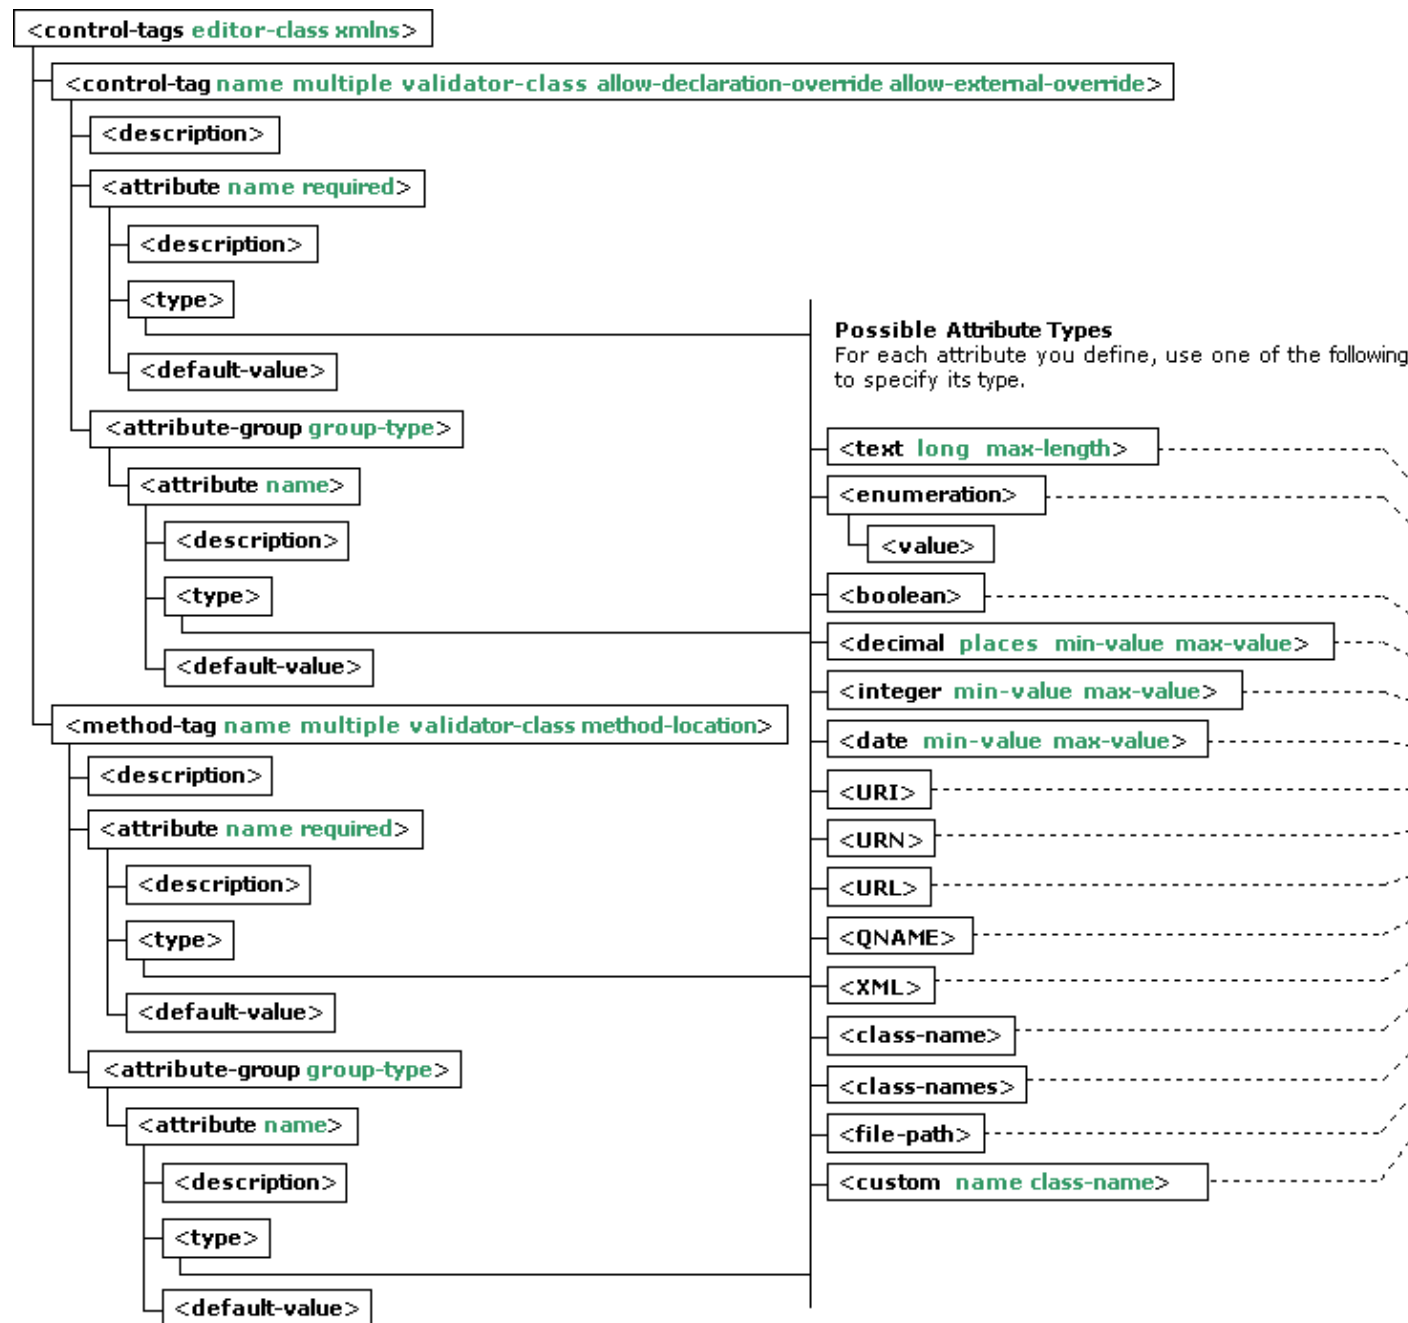 <control-tags editor-class xmlns>
<control-tag name multiple validator-class allow-declaration-override allow-external-override>
<description>
<attribute name required>
<description>
<type>
<default-value>
<attribute-group group-type>
<attribute name>
<description>
<type>
<default-value>
<method-tag name multiple validator-class method-location>
<description>
<attribute name required>
<description>
<type>
<default-value>
<attribute-group group-type>
<attribute name>
<description>
<type>
<default-value>
Possible Attribute Types
For each attribute you define, use one of the following
to specify its type.
<text long max-length>
<enumeration>
<value>
<boolean>
<decimal places min-value max-value>
<integer min-value max-value>
<date min-value max-value>
<URI>
<URN>
<URL>
<QNAME>
<XML>
<class-name>
<class-names>
<file-path>
<custom name class-name>